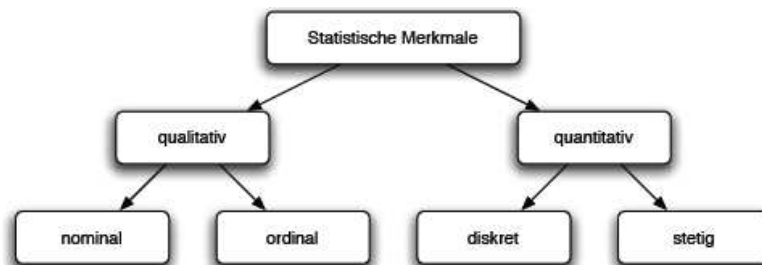 Statistische Merkmale
qualitativ
quantitativ
nominal
ordinal
diskret
stetig